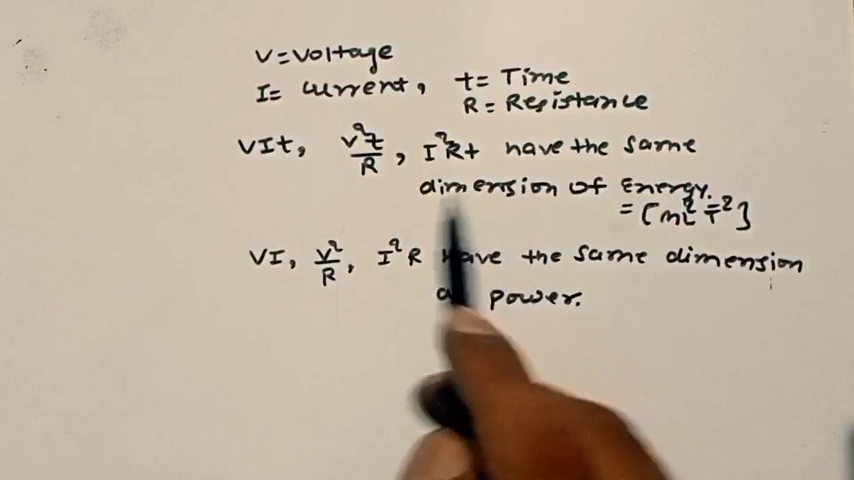 V=Voltage
I= Current, t= Time
R= Resistance
VIt, V²t/R, I²Rt have the same
dimension of Energy.
= [ML²T⁻²]
VI, V²/R, I²R have the same dimension
power.